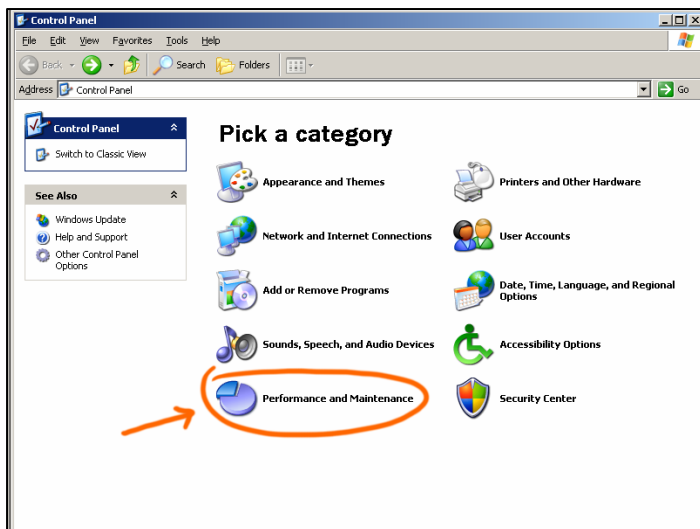 Control Panel
File Edit View Favorites Tools Help
Back Search Folders
Address Control Panel Go
Control Panel
Switch to Classic View
See Also
Windows Update
Help and Support
Other Control Panel
Options
Pick a category
Appearance and Themes
Printers and Other Hardware
Network and Internet Connections
User Accounts
Add or Remove Programs
Date, Time, Language, and Regional
Options
Sounds, Speech, and Audio Devices
Accessibility Options
Performance and Maintenance
Security Center